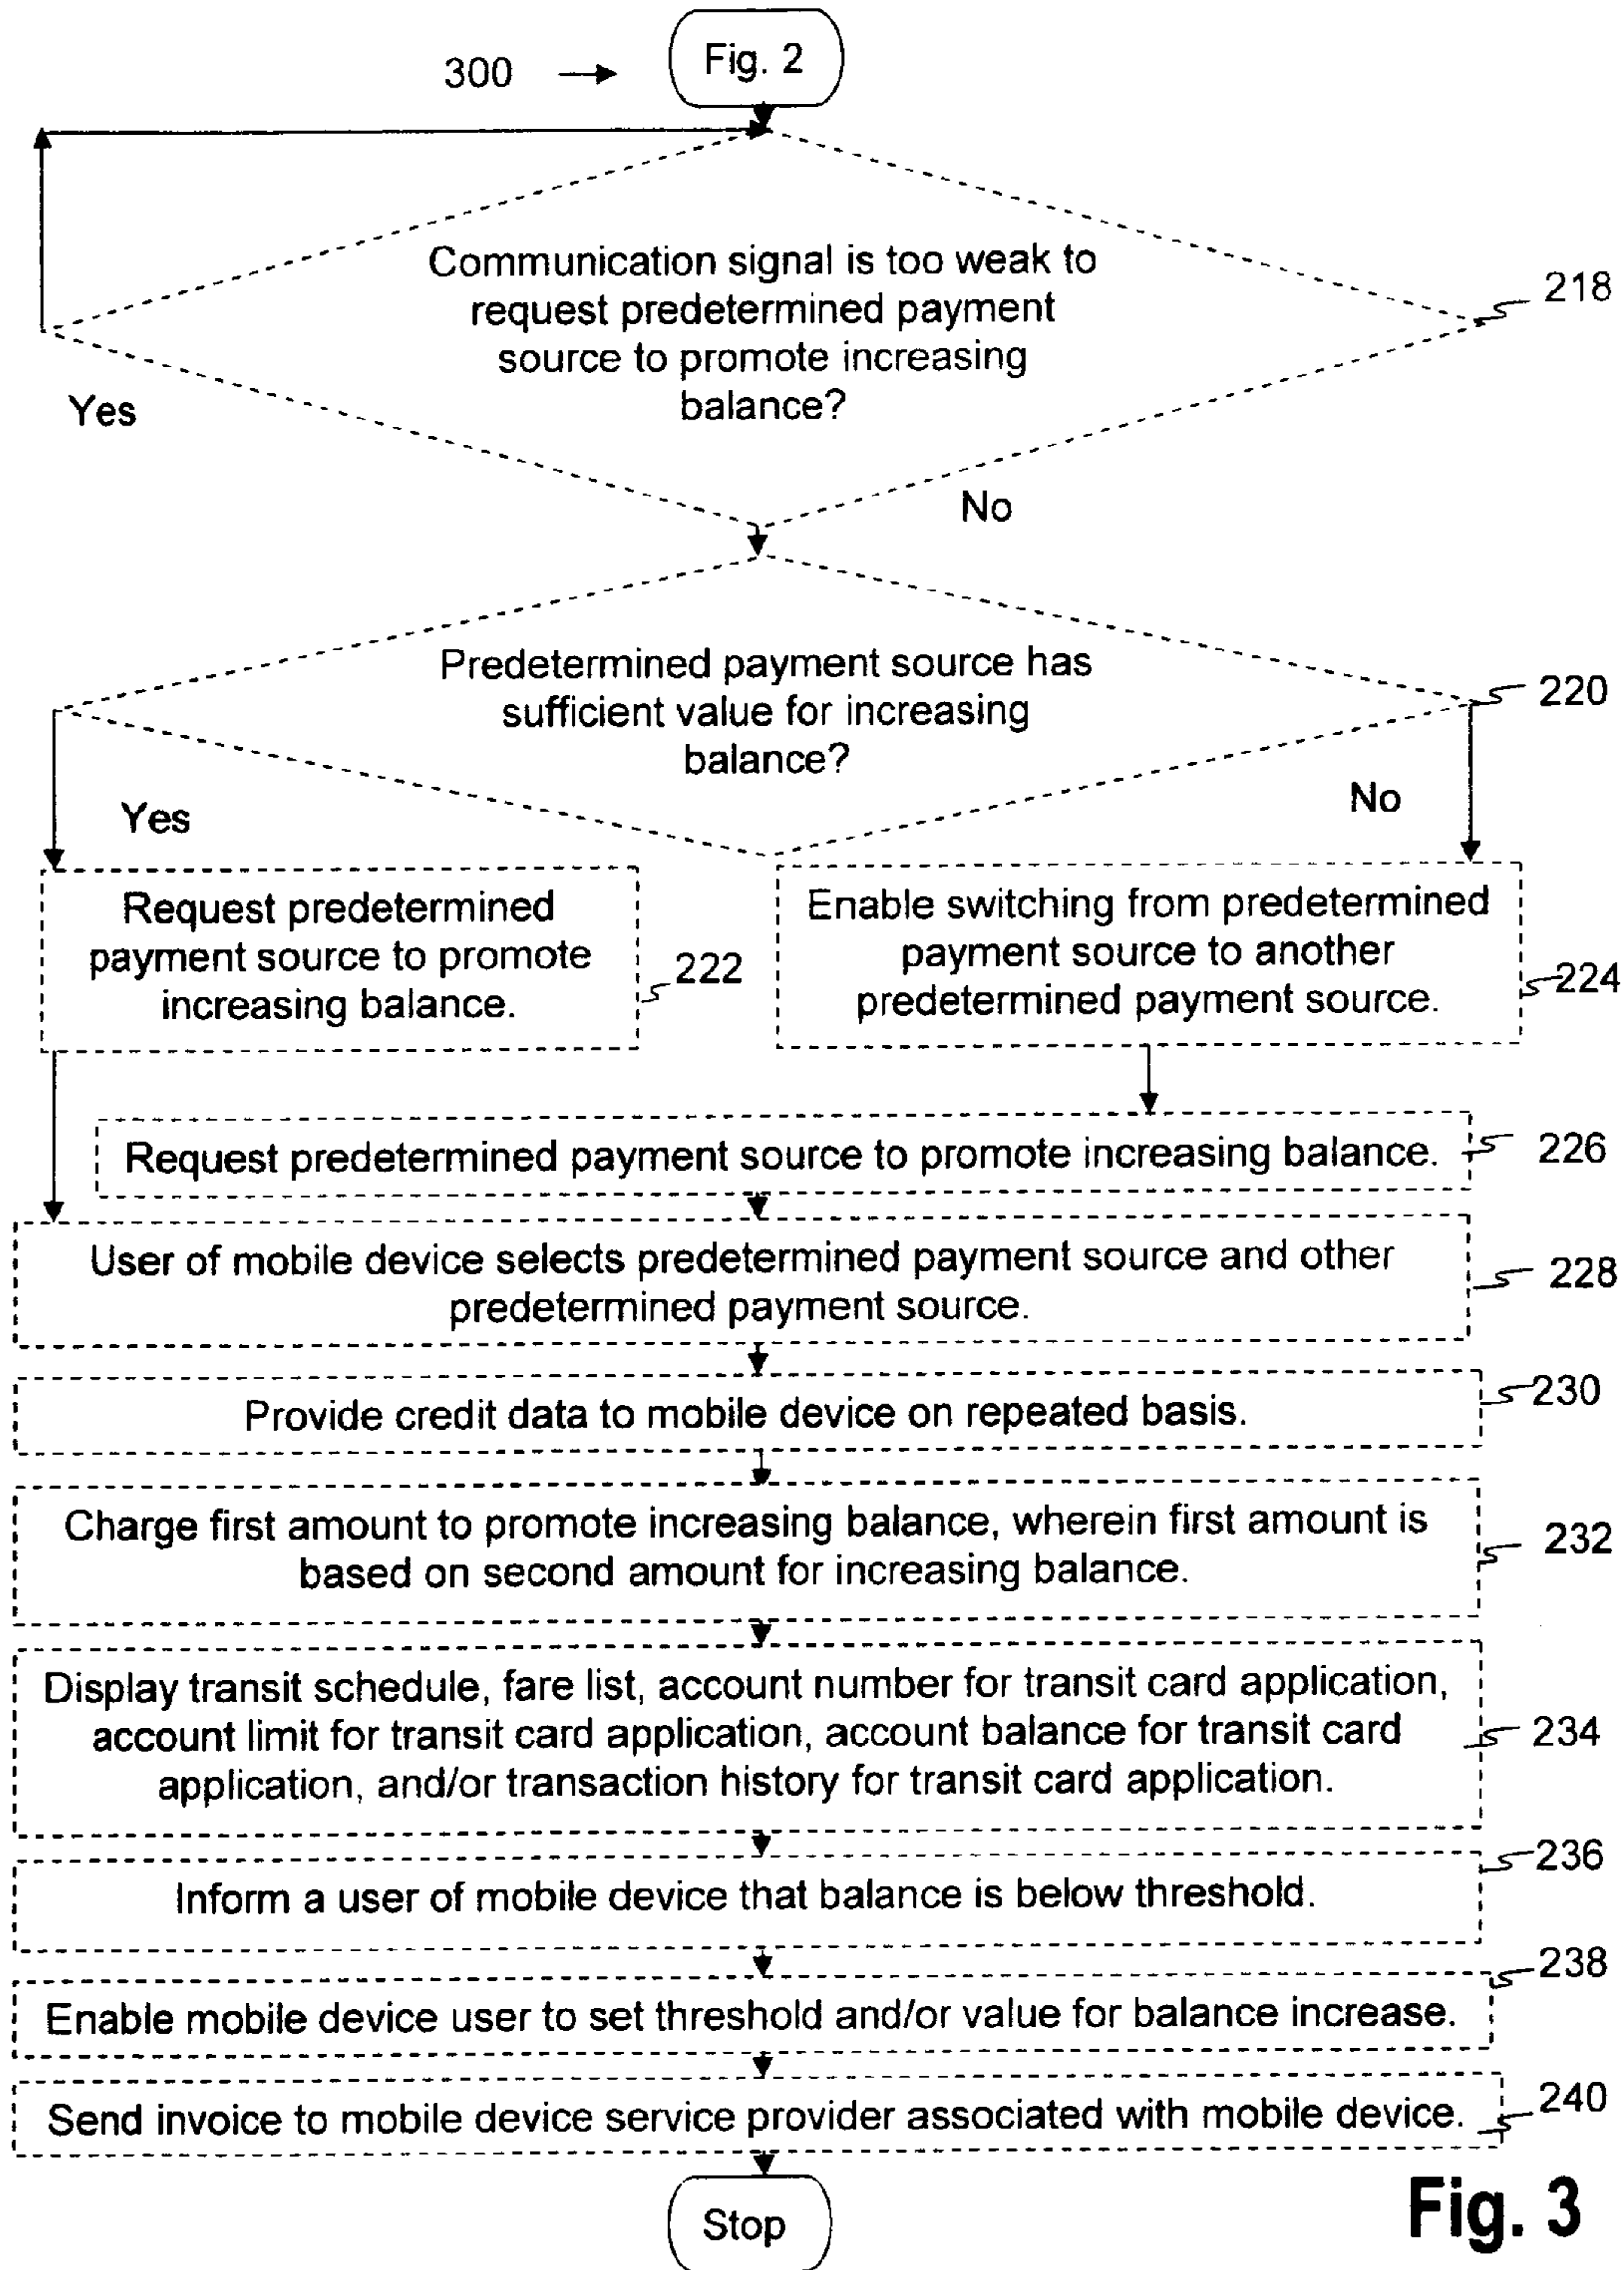 300
Fig. 2
Communication signal is too weak to
request predetermined payment
source to promote increasing
balance?
218
Yes
No
Predetermined payment source has
sufficient value for increasing
balance?
220
Yes
No
Request predetermined
payment source to promote
increasing balance.
222
Enable switching from predetermined
payment source to another
predetermined payment source.
224
Request predetermined payment source to promote increasing balance.
226
User of mobile device selects predetermined payment source and other
predetermined payment source.
228
Provide credit data to mobile device on repeated basis.
230
Charge first amount to promote increasing balance, wherein first amount is
based on second amount for increasing balance.
232
Display transit schedule, fare list, account number for transit card application,
account limit for transit card application, account balance for transit card
application, and/or transaction history for transit card application.
234
Inform a user of mobile device that balance is below threshold.
236
Enable mobile device user to set threshold and/or value for balance increase.
238
Send invoice to mobile device service provider associated with mobile device.
240
Stop
Fig. 3